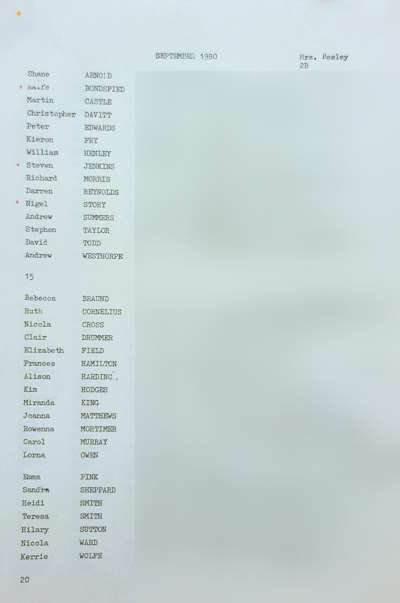 SEPTEMBER 1980 Mrs. Pesley
2B
Shane ARNOLD
BONDSFIED
Martin CASTLE
Christopher DAVITT
Peter EDWARDS
Kieron FRY
William HENLEY
Steven JENKINS
Richard MORRIS
Darren REYNOLDS
Nigel STORY
Andrew SUMMERS
Stephen TAYLOR
David TODD
Andrew WESTHORPE
15
Rebecca BRAUND
Ruth CORNELIUS
Nicola CROSS
Clair DRUMMER
Elizabeth FIELD
Frances HAMILTON
Alison HARDING
Kim HODGES
Miranda KING
Joanna MATTHEWS
Rowenna MORTIMER
Carol MURRAY
Lorna OWEN
Emma PINK
Sandra SHEPPARD
Heidi SMITH
Teresa SMITH
Hilary SUTTON
Nicola WARD
Kerrie WOLFE
20